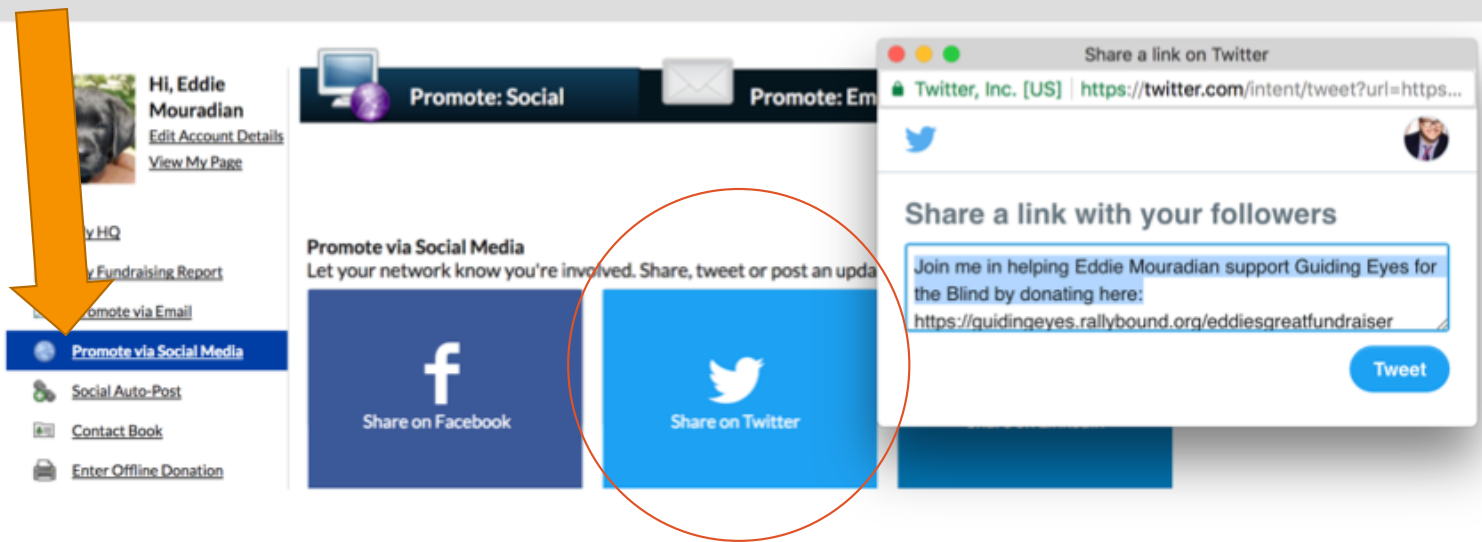 Hi, Eddie
Mouradian
Edit Account Details
View My Page
HQ
Fundraising Report
Promote via Email
Promote via Social Media
Social Auto-Post
Contact Book
Enter Offline Donation
Promote: Social
Promote: Em
Promote via Social Media
Let your network know you're involved. Share, tweet or post an upda
Share on Facebook
Share on Twitter
Share a link on Twitter
Twitter, Inc. [US] https://twitter.com/intent/tweet?url=https...
Share a link with your followers
Join me in helping Eddie Mouradian support Guiding Eyes for
the Blind by donating here:
https://guidingeyes.rallybound.org/eddiesgreatfundraiser
Tweet